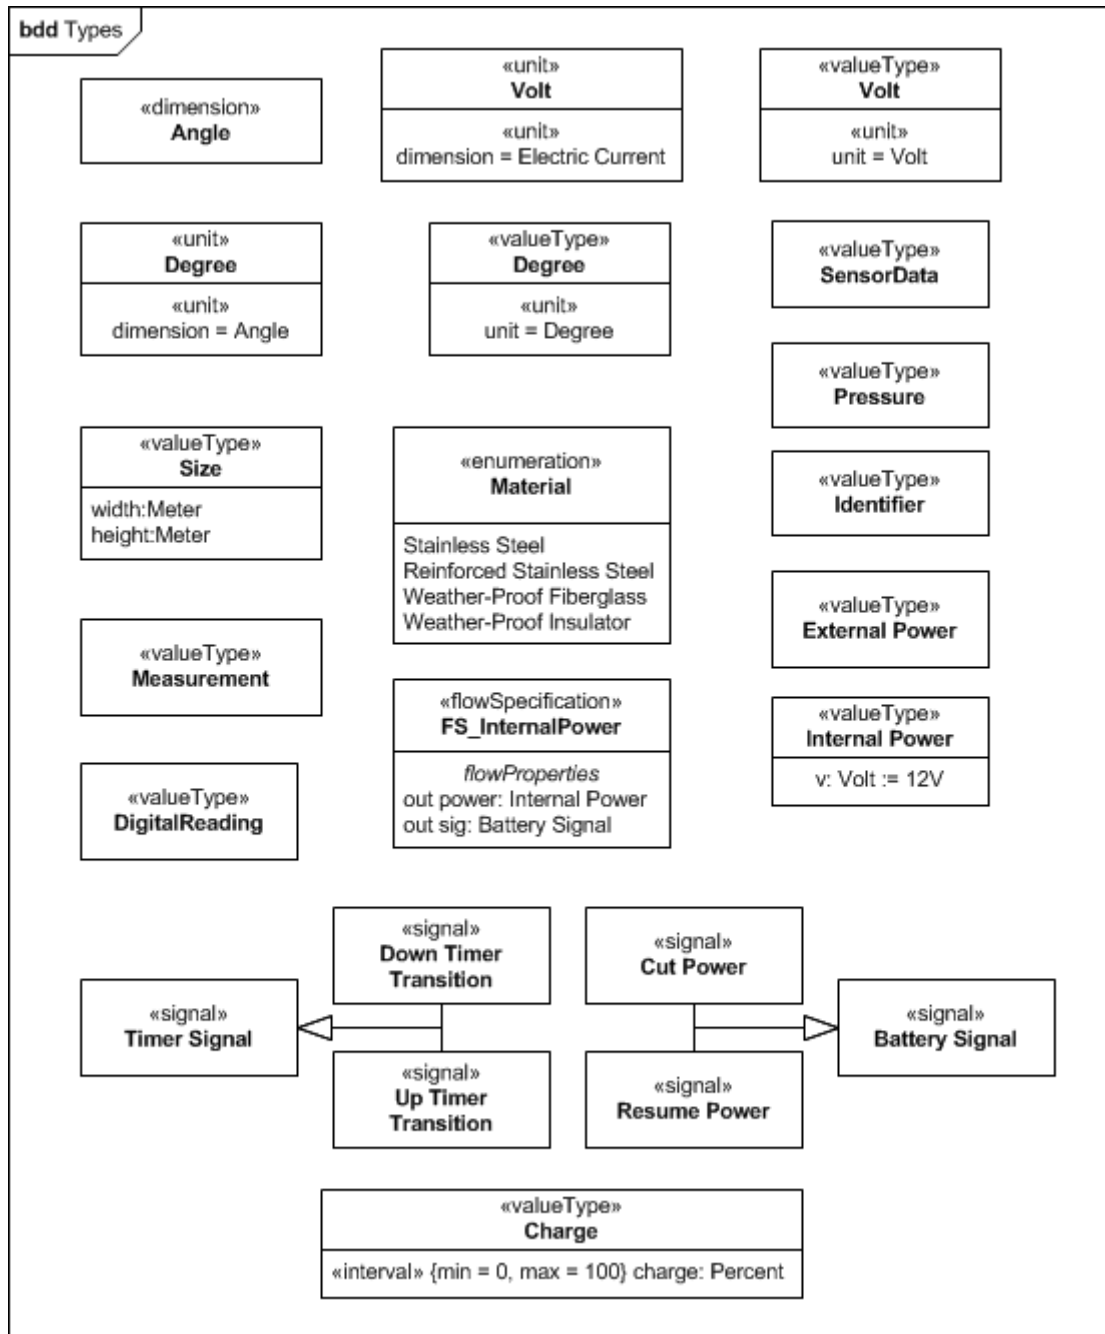 bdd Types
«dimension»
Angle
«unit»
Volt
«unit»
dimension = Electric Current
«valueType»
Volt
«unit»
unit = Volt
«unit»
Degree
«unit»
dimension = Angle
«valueType»
Degree
«unit»
unit = Degree
«valueType»
SensorData
«valueType»
Pressure
«valueType»
Size
width:Meter
height:Meter
«enumeration»
Material
Stainless Steel
Reinforced Stainless Steel
Weather-Proof Fiberglass
Weather-Proof Insulator
«valueType»
Identifier
«valueType»
External Power
«valueType»
Measurement
«flowSpecification»
FS_InternalPower
flowProperties
out power: Internal Power
out sig: Battery Signal
«valueType»
Internal Power
v: Volt := 12V
«valueType»
DigitalReading
«signal»
Down Timer
Transition
«signal»
Cut Power
«signal»
Timer Signal
«signal»
Battery Signal
«signal»
Up Timer
Transition
«signal»
Resume Power
«valueType»
Charge
«interval» {min = 0, max = 100} charge: Percent